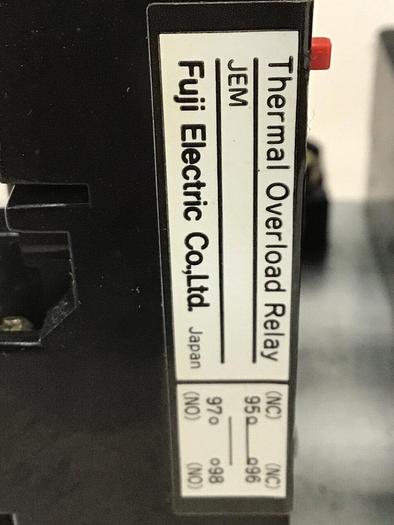 Thermal Overload Relay
JEM
Fuji Electric Co.,Ltd. Japan
(NC) (NC)
95 96
97 98
(NO) (NO)